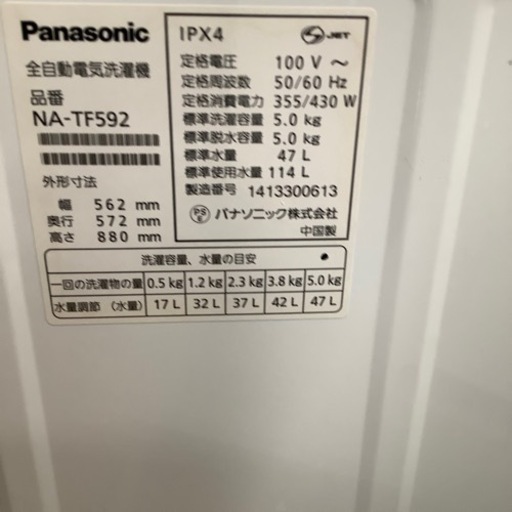 Panasonic
全自動電気洗濯機
品番
NA-TF592
外形寸法
幅 562 mm
奥行 572 mm
高さ 880 mm
IPX4
S JET
定格電圧 100 V ～
定格周波数 50/60 Hz
定格消費電力 355/430 W
標準洗濯容量 5.0 kg
標準脱水容量 5.0 kg
標準水量 47 L
標準使用水量 114 L
製造番号 1413300613
PS E パナソニック株式会社
中国製
洗濯容量、水量の目安
一回の洗濯物の量 0.5 kg 1.2 kg 2.3 kg 3.8 kg 5.0 kg
水量調節 (水量) 17 L 32 L 37 L 42 L 47 L